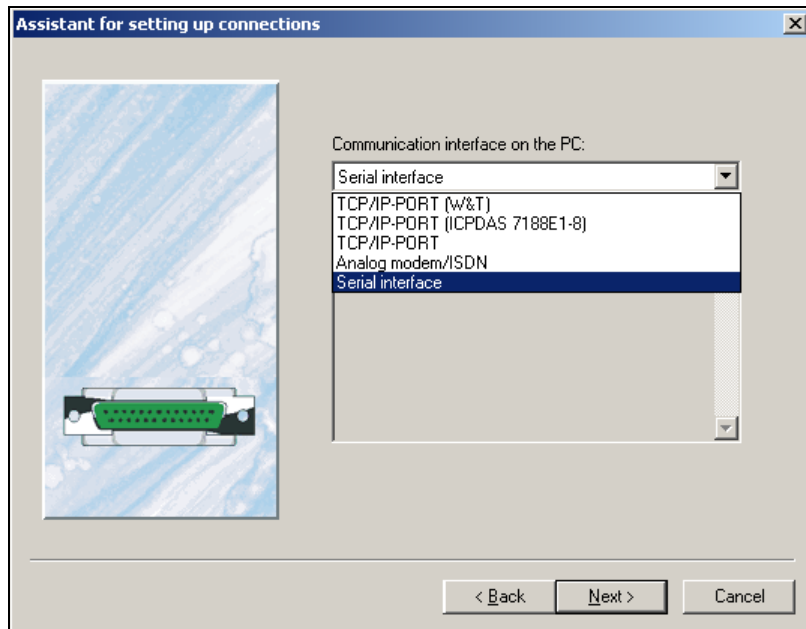 Assistant for setting up connections
Communication interface on the PC:
Serial interface
TCP/IP-PORT (W&T)
TCP/IP-PORT (ICPDAS 7188E1-8)
TCP/IP-PORT
Analog modem/ISDN
Serial interface
< Back
Next >
Cancel